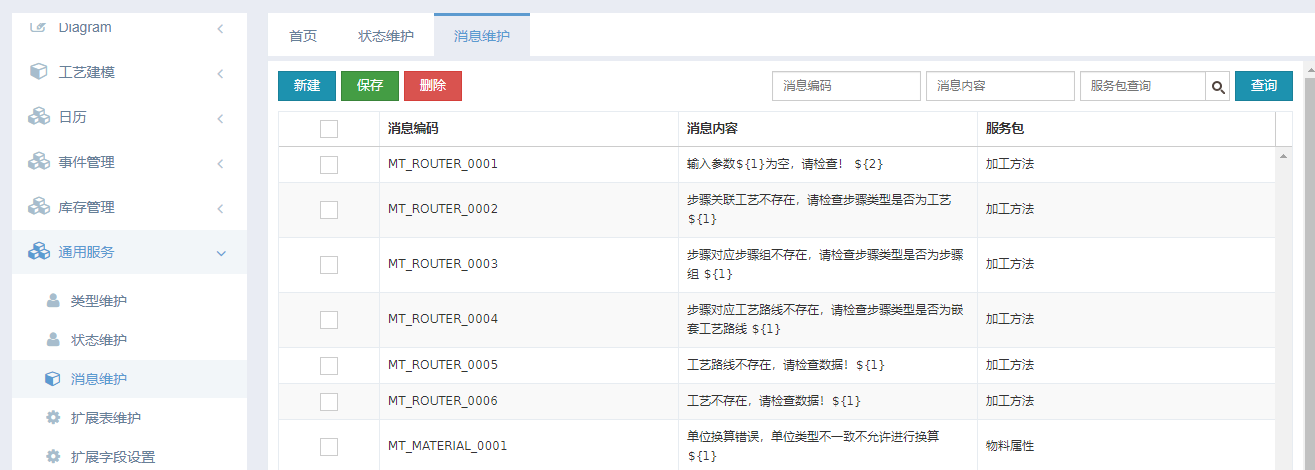 Diagram
工艺建模
日历
事件管理
库存管理
通用服务
类型维护
状态维护
消息维护
扩展表维护
扩展字段设置
首页 状态维护 消息维护
新建 保存 删除 消息编码 消息内容 服务包查询 查询
消息编码 消息内容 服务包
MT_ROUTER_0001 输入参数${1}为空，请检查！ ${2} 加工方法
MT_ROUTER_0002 步骤关联工艺不存在，请检查步骤类型是否为工艺
${1} 加工方法
MT_ROUTER_0003 步骤对应步骤组不存在，请检查步骤类型是否为步骤
组 ${1} 加工方法
MT_ROUTER_0004 步骤对应工艺路线不存在，请检查步骤类型是否为嵌
套工艺路线 ${1} 加工方法
MT_ROUTER_0005 工艺路线不存在，请检查数据！${1} 加工方法
MT_ROUTER_0006 工艺不存在，请检查数据！${1} 加工方法
MT_MATERIAL_0001 单位换算错误，单位类型不一致不允许进行换算
${1} 物料属性